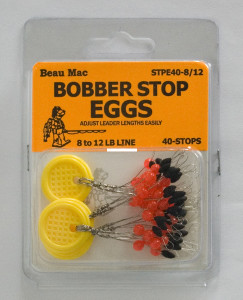 Beau Mac STPE40-8/12
BOBBER STOP
EGGS
ADJUST LEADER LENGTHS EASILY
8 to 12 LB LINE 40-STOPS